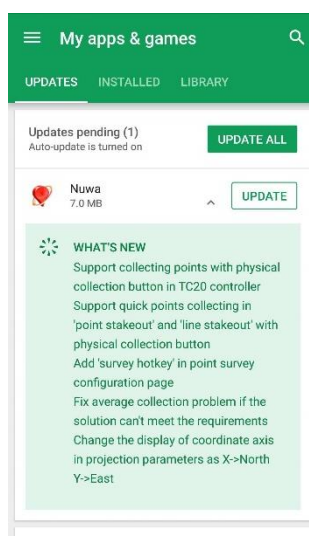 My apps & games
UPDATES INSTALLED LIBRARY
Updates pending (1)
Auto-update is turned on
UPDATE ALL
Nuwa
7.0 MB
UPDATE
WHAT'S NEW
Support collecting points with physical
collection button in TC20 controller
Support quick points collecting in
'point stakeout' and 'line stakeout' with
physical collection button
Add 'survey hotkey' in point survey
configuration page
Fix average collection problem if the
solution can't meet the requirements
Change the display of coordinate axis
in projection parameters as X->North
Y->East